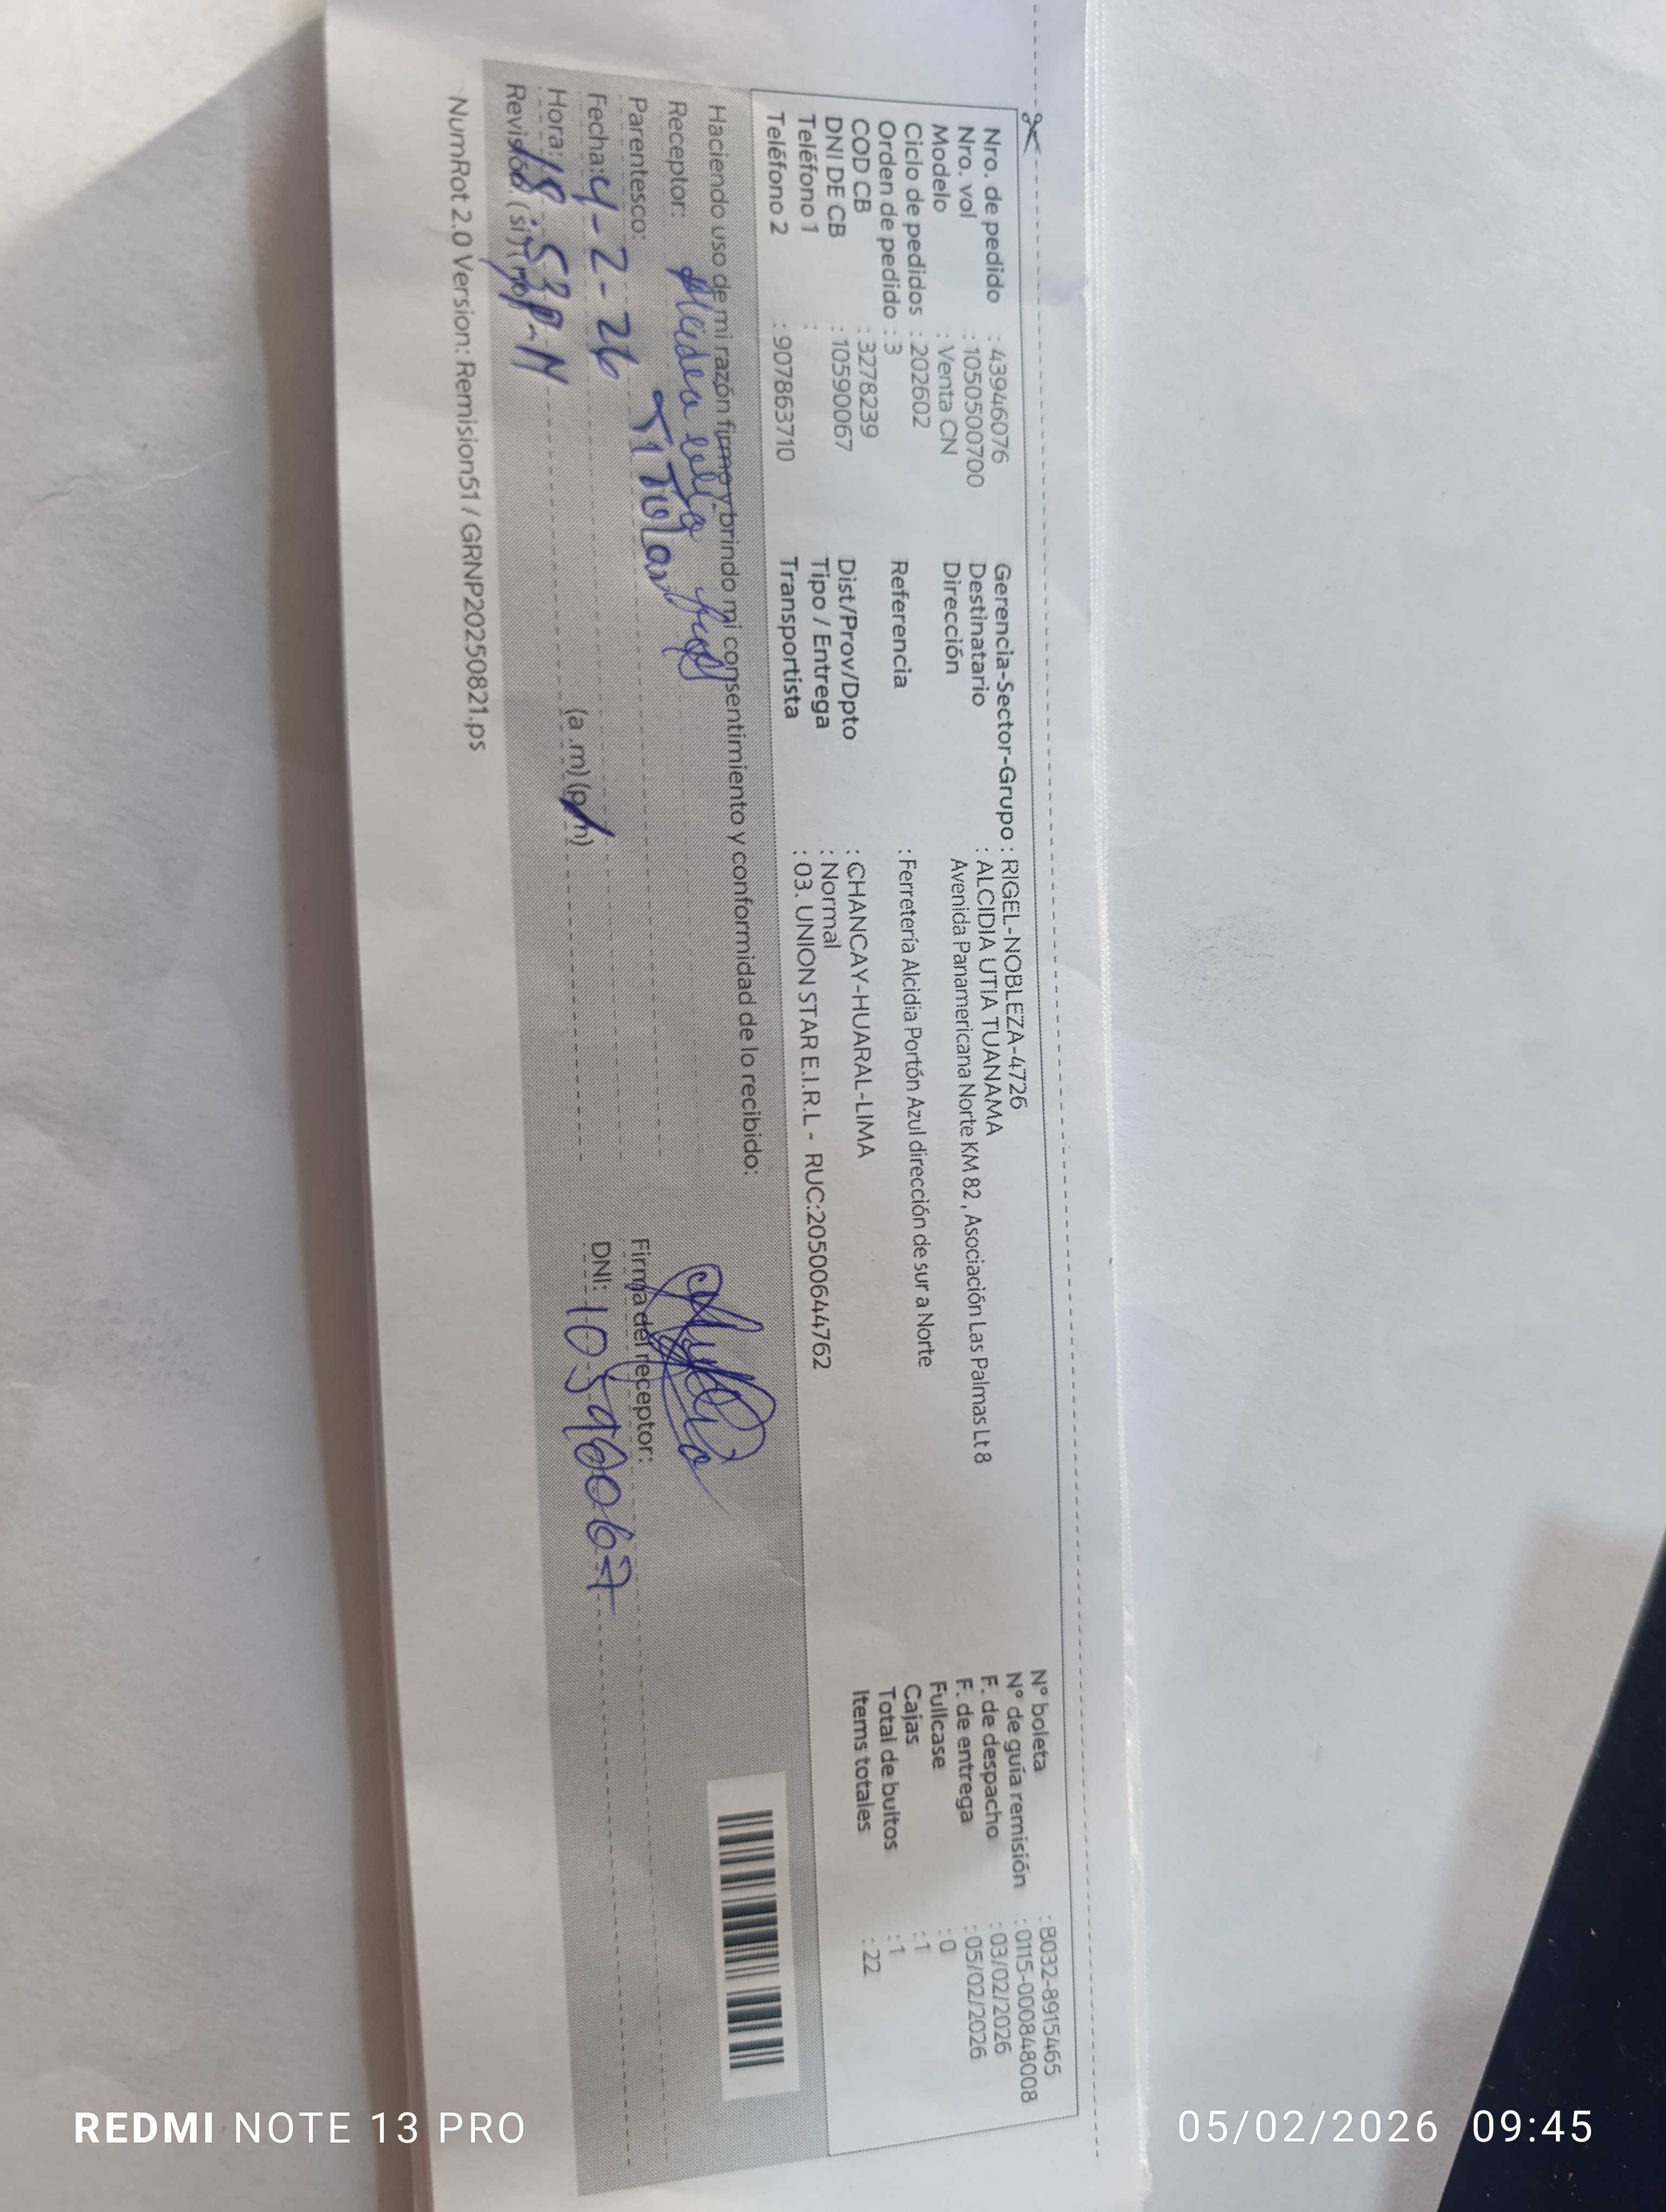 Nro. de pedido : 43946076
Nro. vol : 1050500700
Modelo : Venta CN
Ciclo de pedidos : 202602
Orden de pedido : 3
COD CB : 3278239
DNI DE CB : 10590067
Teléfono 1 :
Teléfono 2 : 907863710
Gerencia-Sector-Grupo : RIGEL-NOBLEZA-4726
Destinatario : ALCIDIA UTIA TUANAMA
Dirección Avenida Panamericana Norte KM 82 , Asociación Las Palmas Lt 8
Referencia : Ferretería Alcidia Portón Azul dirección de sur a Norte
Dist/Prov/Dpto : CHANCAY-HUARAL-LIMA
Tipo / Entrega : Normal
Transportista : 03. UNION STAR E.I.R.L - RUC:20500644762
N° boleta : B032-8915465
N° de guía remisión : 0115-000848008
F. de despacho : 03/02/2026
F. de entrega : 05/02/2026
Fullcase : 0
Cajas : 1
Total de bultos : 1
Items totales : 22
Haciendo uso de mi razón firmo y brindo mi consentimiento y conformidad de lo recibido:
Receptor:
Parentesco: Titular
Fecha: 4-2-26
Hora: (a .m) (p.m)
Revisión. ( si ) ( no )
Firma del receptor:
DNI: 10590067
NumRot 2.0 Version: Remision51 / GRNP20250821.ps
REDMI NOTE 13 PRO
05/02/2026 09:45